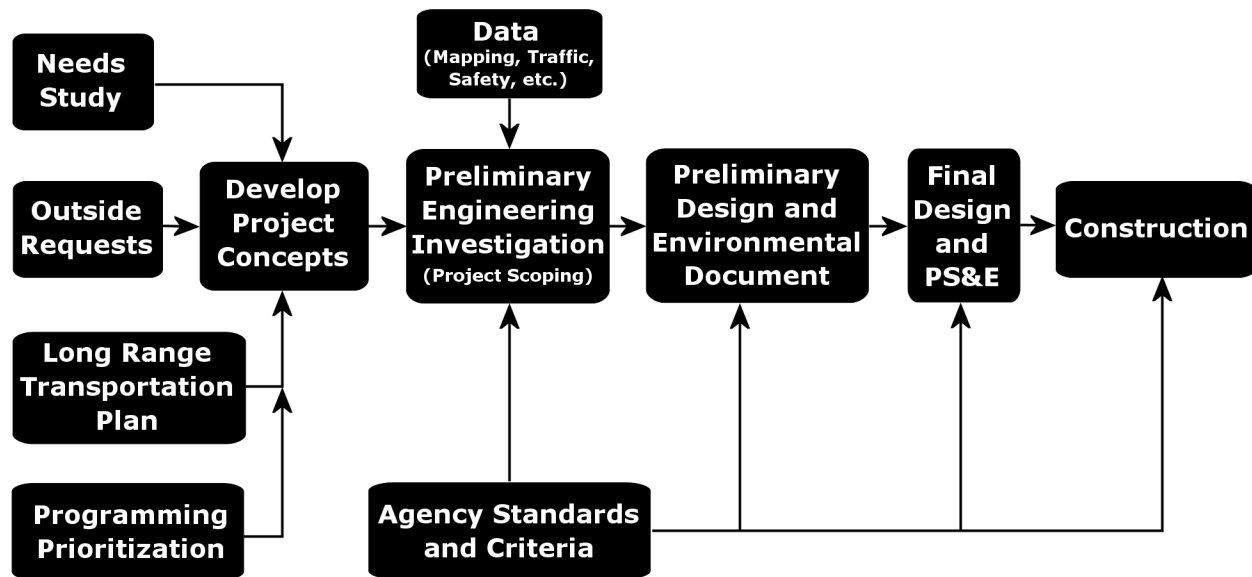 Needs
Study
Data
(Mapping, Traffic,
Safety, etc.)
Outside
Requests
Develop
Project
Concepts
Preliminary
Engineering
Investigation
(Project Scoping)
Preliminary
Design and
Environmental
Document
Final
Design
and
PS&E
Construction
Long Range
Transportation
Plan
Programming
Prioritization
Agency Standards
and Criteria